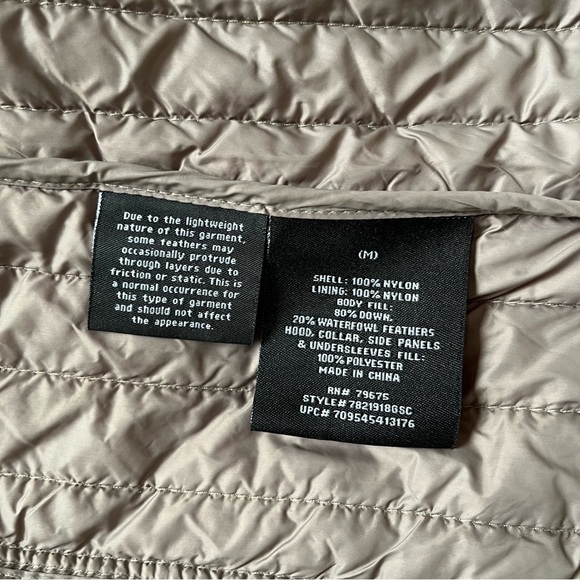 Due to the lightweight
nature of this garment,
some feathers may
occasionally protrude
through layers due to
friction or static. This is
a normal occurrence for
this type of garment
and should not affect
the appearance.
(M)
SHELL: 100% NYLON
LINING: 100% NYLON
BODY FILL:
80% DOWN,
20% WATERFOWL FEATHERS
HOOD, COLLAR, SIDE PANELS
& UNDERSLEEVES FILL:
100% POLYESTER
MADE IN CHINA
RN# 79675
STYLE# 7821918GSC
UPC# 709545413176